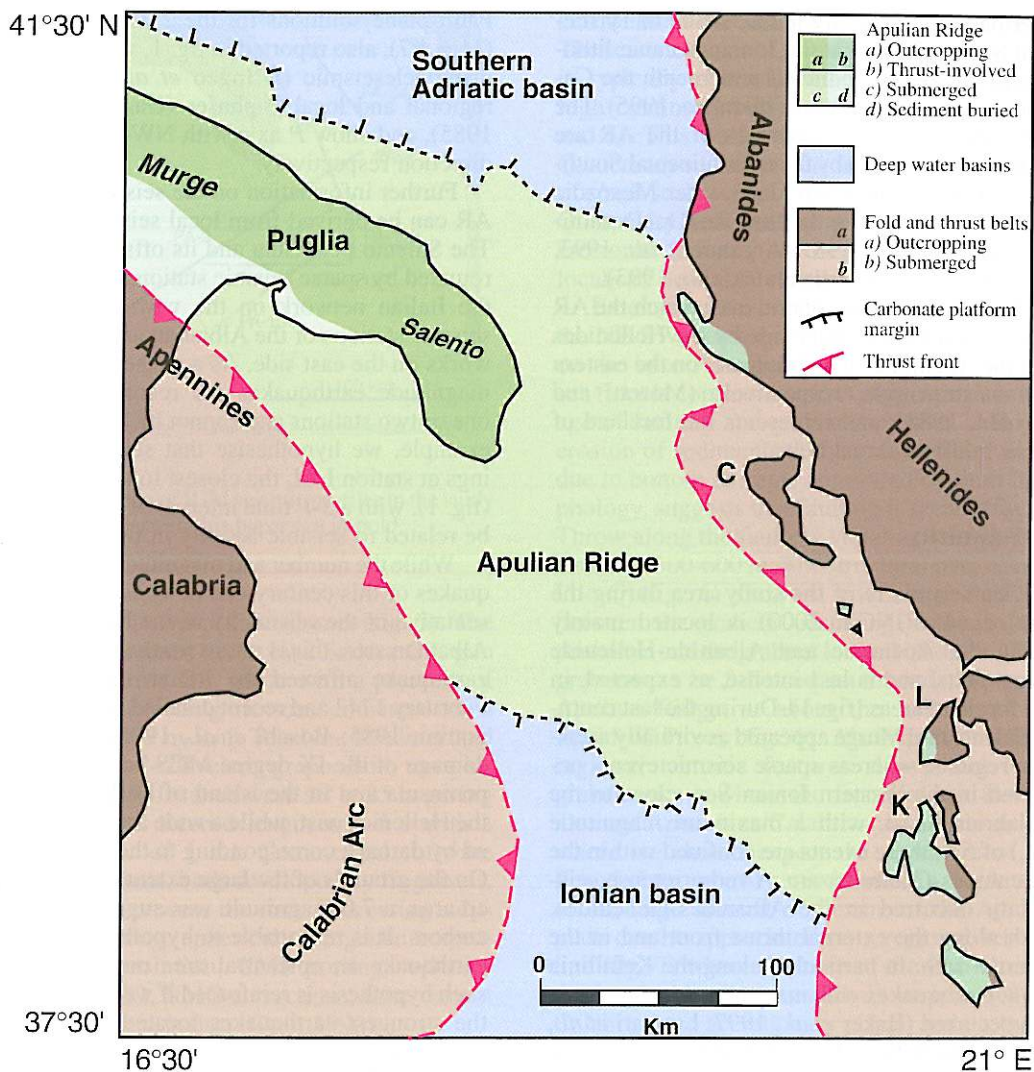 41°30' N
Southern
Adriatic basin
Albanides
Murge
Puglia
Salento
Apennines
Hellenides
C
Apulian Ridge
Calabria
L
K
Calabrian Arc
Ionian basin
0
100
Km
37°30'
16°30'
21° E
a b
c d
Apulian Ridge
a) Outcropping
b) Thrust-involved
c) Submerged
d) Sediment buried
Deep water basins
a
b
Fold and thrust belts
a) Outcropping
b) Submerged
Carbonate platform
margin
Thrust front